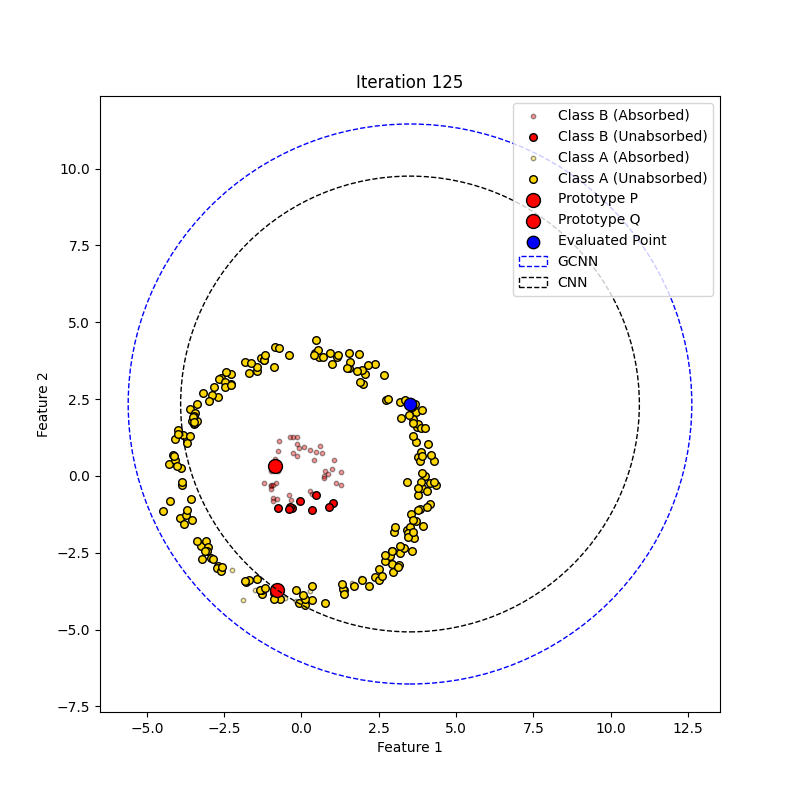 Iteration 125
Class B (Absorbed)
Class B (Unabsorbed)
Class A (Absorbed)
Class A (Unabsorbed)
Prototype P
Prototype Q
Evaluated Point
GCNN
CNN
10.0
7.5
5.0
2.5
0.0
−2.5
−5.0
−7.5
Feature 2
−5.0
−2.5
0.0
2.5
5.0
7.5
10.0
12.5
Feature 1